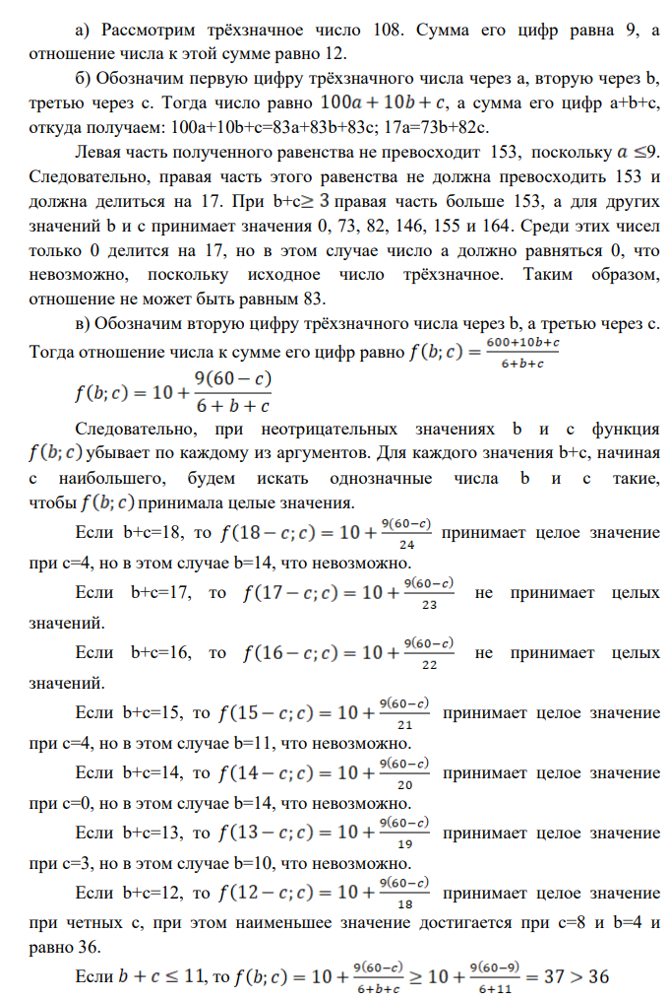 а) Рассмотрим трёхзначное число 108. Сумма его цифр равна 9, а
отношение числа к этой сумме равно 12.
б) Обозначим первую цифру трёхзначного числа через a, вторую через b,
третью через c. Тогда число равно 100a + 10b + c, а сумма его цифр a+b+c,
откуда получаем: 100a+10b+c=83a+83b+83c; 17a=73b+82c.
Левая часть полученного равенства не превосходит 153, поскольку a ≤9.
Следовательно, правая часть этого равенства не должна превосходить 153 и
должна делиться на 17. При b+c≥ 3 правая часть больше 153, а для других
значений b и c принимает значения 0, 73, 82, 146, 155 и 164. Среди этих чисел
только 0 делится на 17, но в этом случае число a должно равняться 0, что
невозможно, поскольку исходное число трёхзначное. Таким образом,
отношение не может быть равным 83.
в) Обозначим вторую цифру трёхзначного числа через b, а третью через c.
Тогда отношение числа к сумме его цифр равно f(b; c) = (600+10b+c)/(6+b+c)
f(b; c) = 10 + 9(60 − c)/(6 + b + c)
Следовательно, при неотрицательных значениях b и c функция
f(b; c) убывает по каждому из аргументов. Для каждого значения b+c, начиная
с наибольшего, будем искать однозначные числа b и c такие,
чтобы f(b; c) принимала целые значения.
Если b+c=18, то f(18 − c; c) = 10 + 9(60−c)/24 принимает целое значение
при c=4, но в этом случае b=14, что невозможно.
Если b+c=17, то f(17 − c; c) = 10 + 9(60−c)/23 не принимает целых
значений.
Если b+c=16, то f(16 − c; c) = 10 + 9(60−c)/22 не принимает целых
значений.
Если b+c=15, то f(15 − c; c) = 10 + 9(60−c)/21 принимает целое значение
при c=4, но в этом случае b=11, что невозможно.
Если b+c=14, то f(14 − c; c) = 10 + 9(60−c)/20 принимает целое значение
при c=0, но в этом случае b=14, что невозможно.
Если b+c=13, то f(13 − c; c) = 10 + 9(60−c)/19 принимает целое значение
при c=3, но в этом случае b=10, что невозможно.
Если b+c=12, то f(12 − c; c) = 10 + 9(60−c)/18 принимает целое значение
при четных c, при этом наименьшее значение достигается при c=8 и b=4 и
равно 36.
Если b + c ≤ 11, то f(b; c) = 10 + 9(60−c)/(6+b+c) ≥ 10 + 9(60−9)/(6+11) = 37 > 36